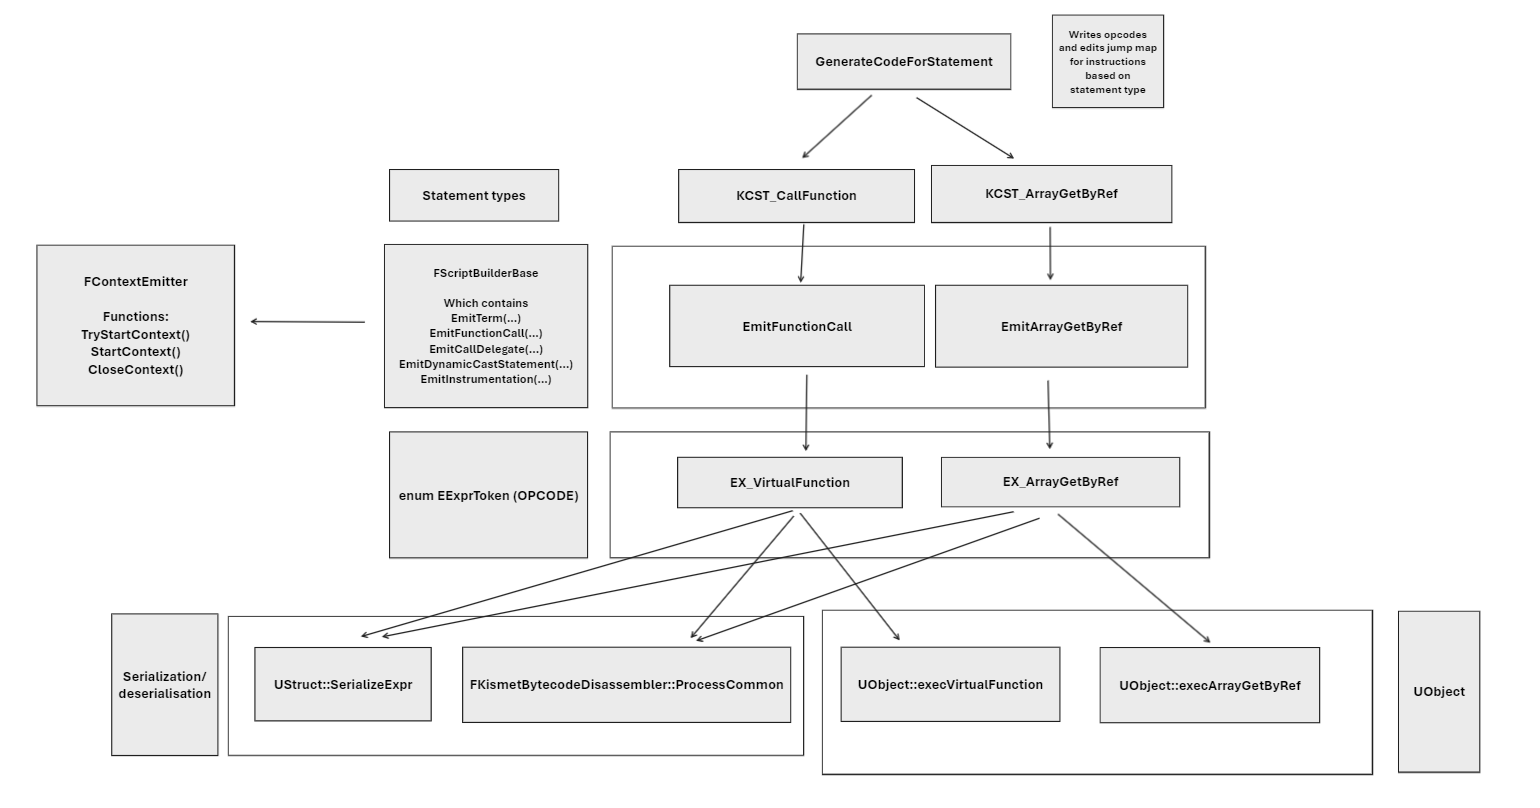 GenerateCodeForStatement
Writes opcodes
and edits jump map
for instructions
based on
statement type
Statement types
KCST_CallFunction
KCST_ArrayGetByRef
FContextEmitter
Functions:
TryStartContext()
StartContext()
CloseContext()
FScriptBuilderBase
Which contains
EmitTerm(...)
EmitFunctionCall(...)
EmitCallDelegate(...)
EmitDynamicCastStatement(...)
EmitInstrumentation(...)
EmitFunctionCall
EmitArrayGetByRef
enum EExprToken (OPCODE)
EX_VirtualFunction
EX_ArrayGetByRef
Serialization/
deserialisation
UStruct::SerializeExpr
FKismetBytecodeDisassembler::ProcessCommon
UObject::execVirtualFunction
UObject::execArrayGetByRef
UObject